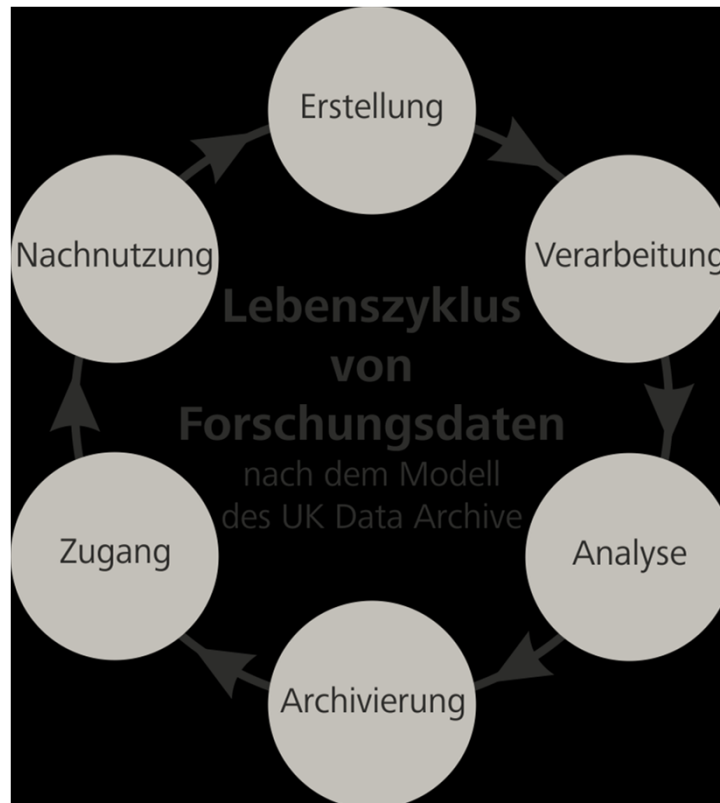 Erstellung
Verarbeitung
Analyse
Archivierung
Zugang
Nachnutzung
Lebenszyklus
von
Forschungsdaten
nach dem Modell
des UK Data Archive